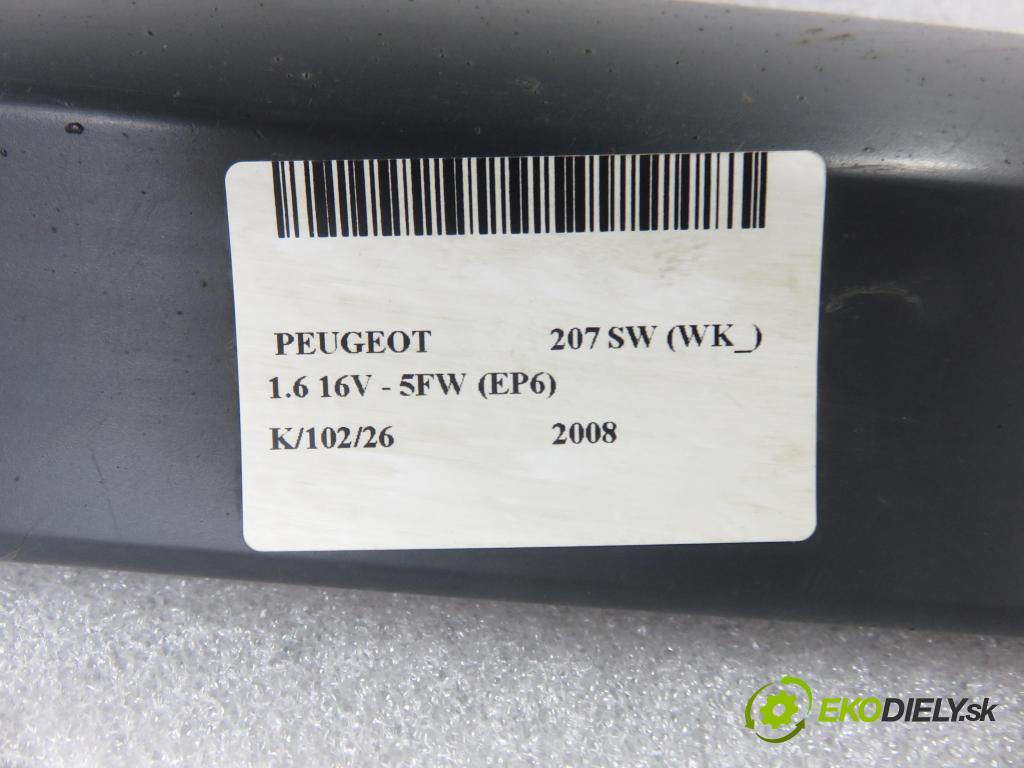 PEUGEOT 207 SW (WK_)
1.6 16V - 5FW (EP6)
K/102/26 2008
EKODIELY.sk